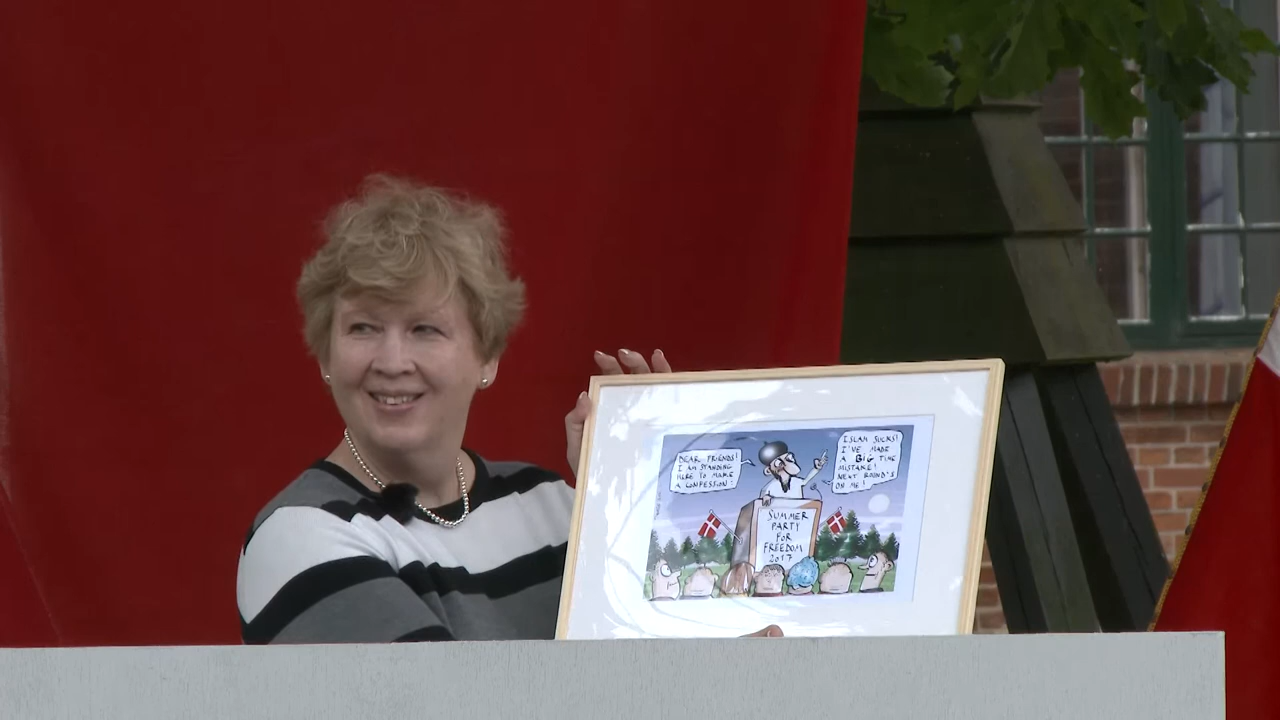 DEAR FRIENDS!
I AM STANDING
HERE TO MAKE
A CONFESSION:
ISLAM SUCKS!
I'VE MADE
A BIG TIME
MISTAKE!
NEXT ROUND'S
ON ME!
SUMMER
PARTY
FOR
FREEDOM
2017